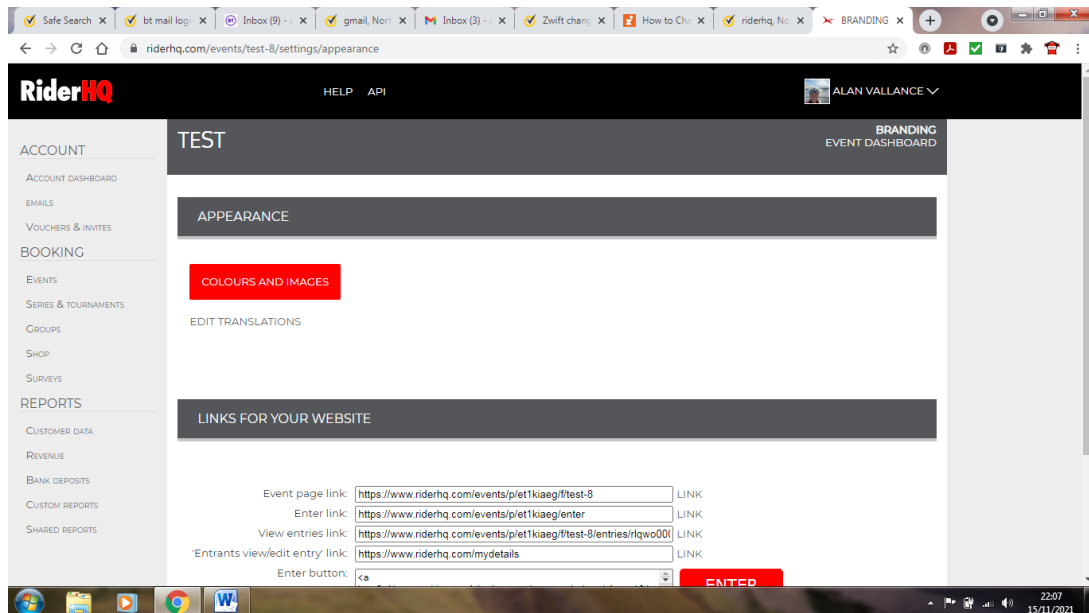 Safe Search
bt mail logi
Inbox (9) -
gmail, Nort
Inbox (3) -
Zwift chang
How to Cha
riderhq, No
BRANDING
riderhq.com/events/test-8/settings/appearance
RiderHQ
HELP API
ALAN VALLANCE
ACCOUNT
ACCOUNT DASHBOARD
EMAILS
VOUCHERS & INVITES
BOOKING
EVENTS
SERIES & TOURNAMENTS
GROUPS
SHOP
SURVEYS
REPORTS
CUSTOMER DATA
REVENUE
BANK DEPOSITS
CUSTOM REPORTS
SHARED REPORTS
TEST
BRANDING
EVENT DASHBOARD
APPEARANCE
COLOURS AND IMAGES
EDIT TRANSLATIONS
LINKS FOR YOUR WEBSITE
Event page link: https://www.riderhq.com/events/p/et1kiaeg/f/test-8 LINK
Enter link: https://www.riderhq.com/events/p/et1kiaeg/enter LINK
View entries link: https://www.riderhq.com/events/p/et1kiaeg/f/test-8/entries/rlqwo00( LINK
'Entrants view/edit entry' link: https://www.riderhq.com/mydetails LINK
Enter button: <a
ENTER
22:07
15/11/2021